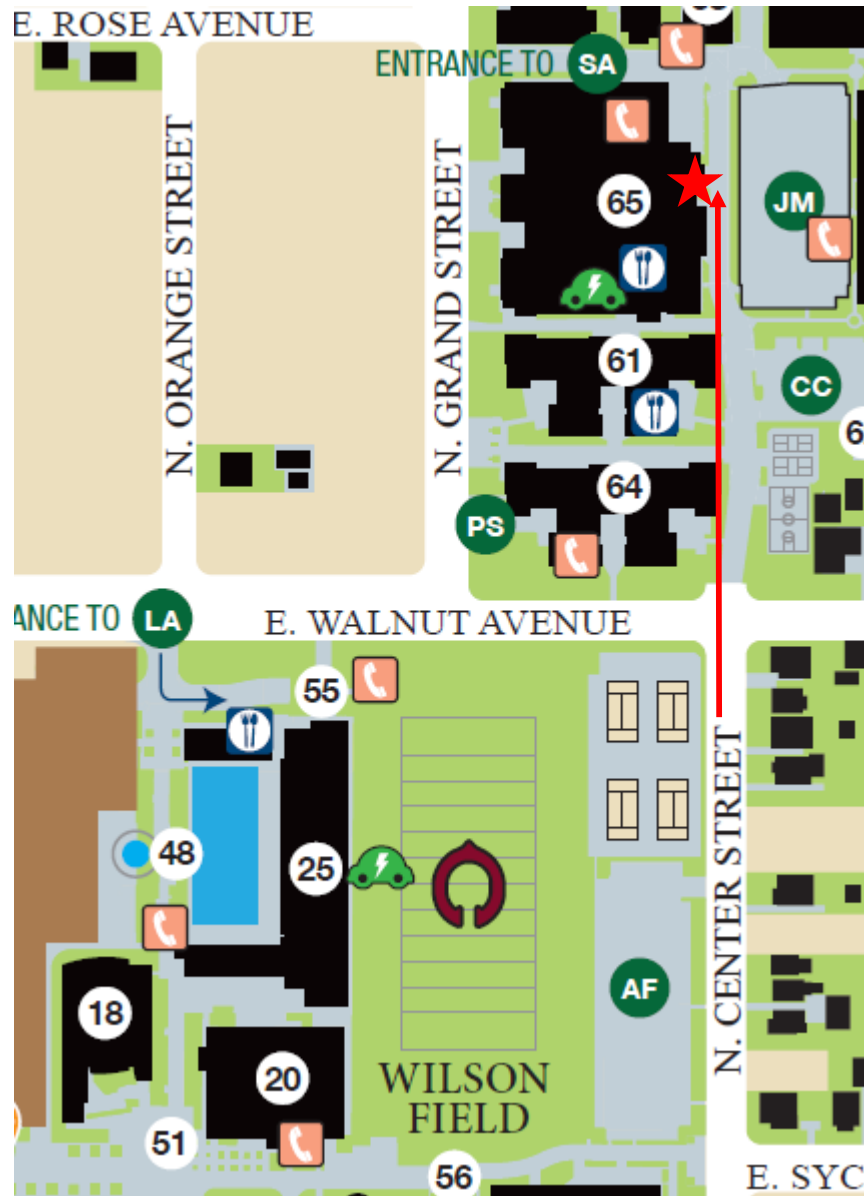 E. ROSE AVENUE
ENTRANCE TO SA
N. ORANGE STREET
N. GRAND STREET
65
JM
61
CC
6
64
PS
ANCE TO LA
E. WALNUT AVENUE
55
48
25
N. CENTER STREET
AF
18
20
WILSON
FIELD
51
56
E. SYC